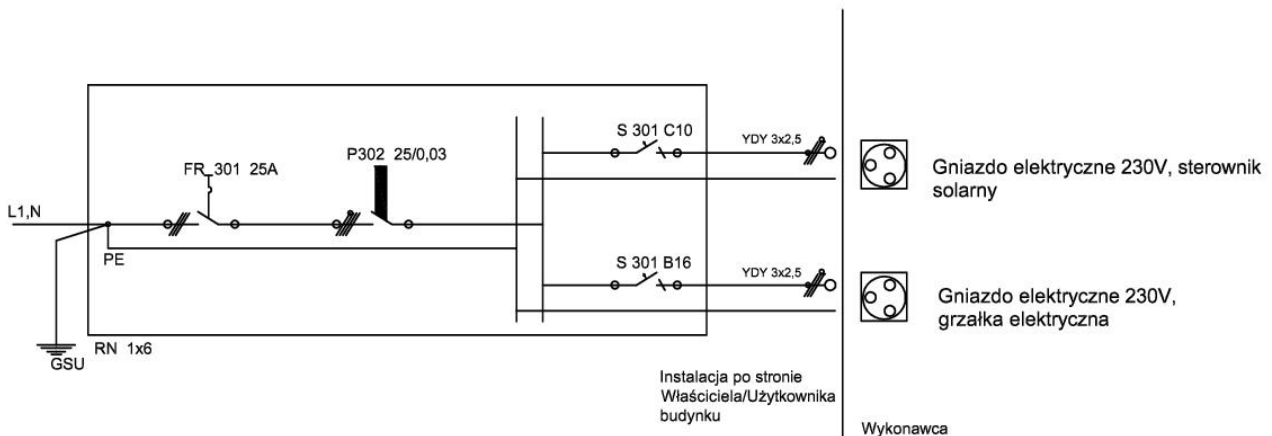 S 301 C10
YDY 3x2,5
P302 25/0,03
FR 301 25A
Gniazdo elektryczne 230V, sterownik
solarny
L1,N
PE
S 301 B16
YDY 3x2,5
Gniazdo elektryczne 230V,
grzałka elektryczna
RN 1x6
GSU
Instalacja po stronie
Właściciela/Użytkownika
budynku
Wykonawca